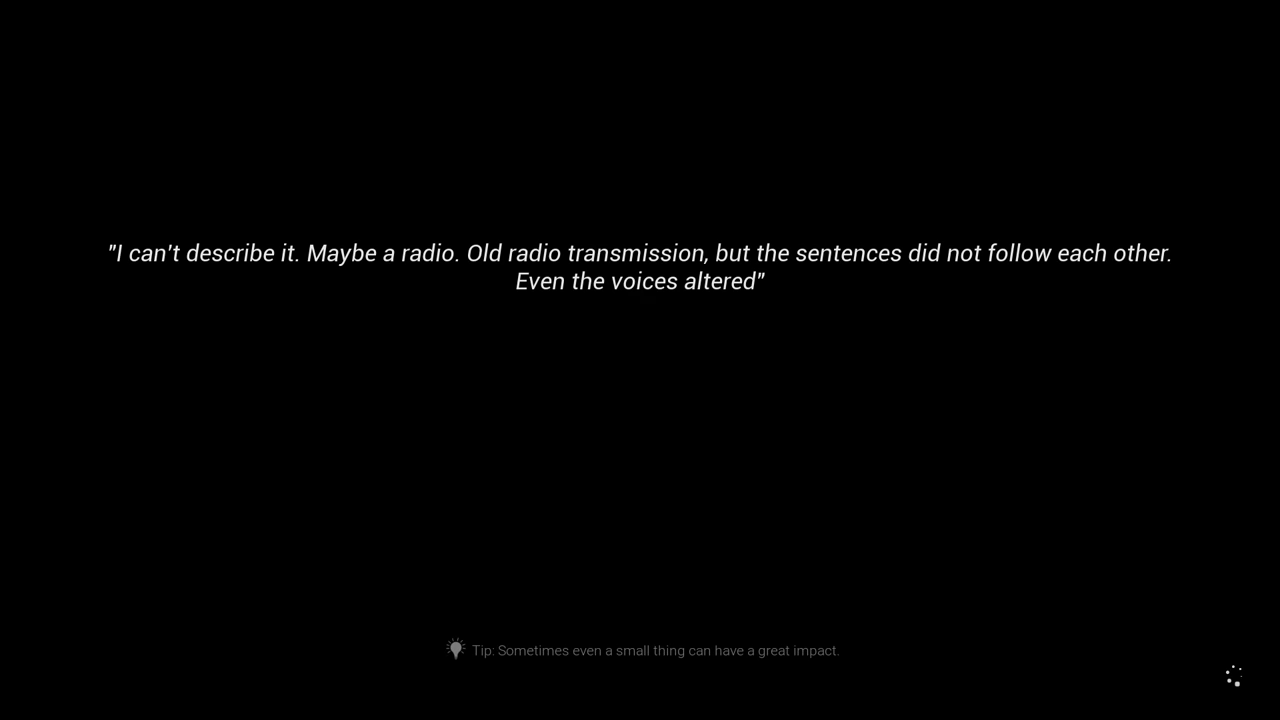 "I can't describe it. Maybe a radio. Old radio transmission, but the sentences did not follow each other.
Even the voices altered"
Tip: Sometimes even a small thing can have a great impact.